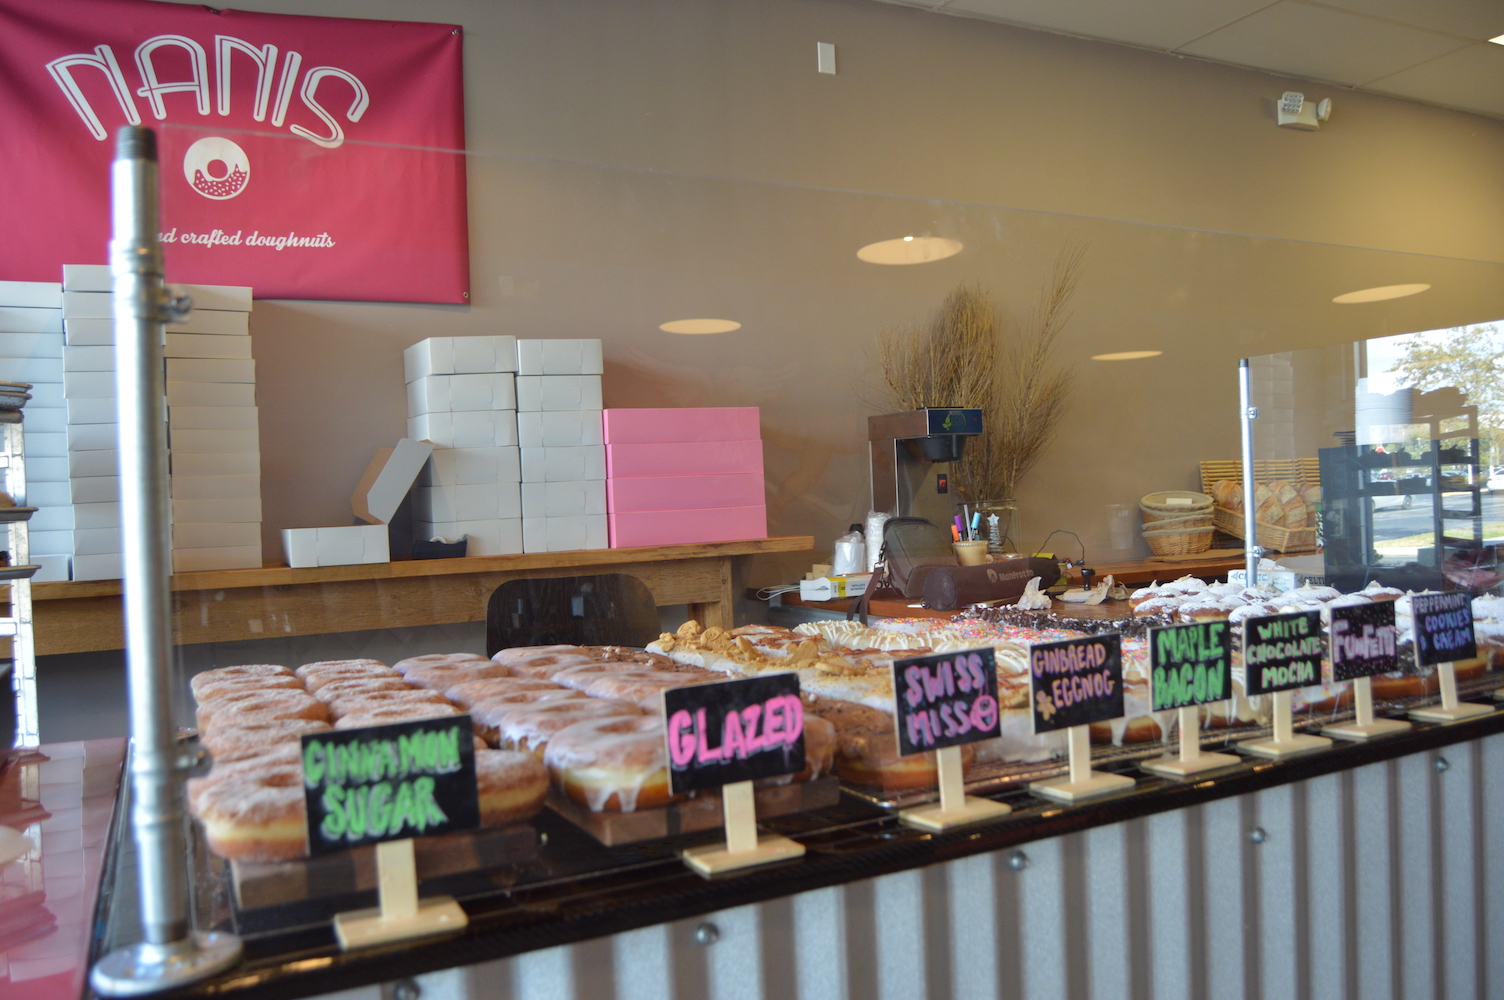 NANIS
crafted doughnuts
CINNAMON
SUGAR
GLAZED
SWISS
MISS
GINBREAD
EGGNOG
MAPLE
BACON
WHITE
CHOCOLATE
MOCHA
FUNFETTI
PEPPERMINT
COOKIES
& CREAM